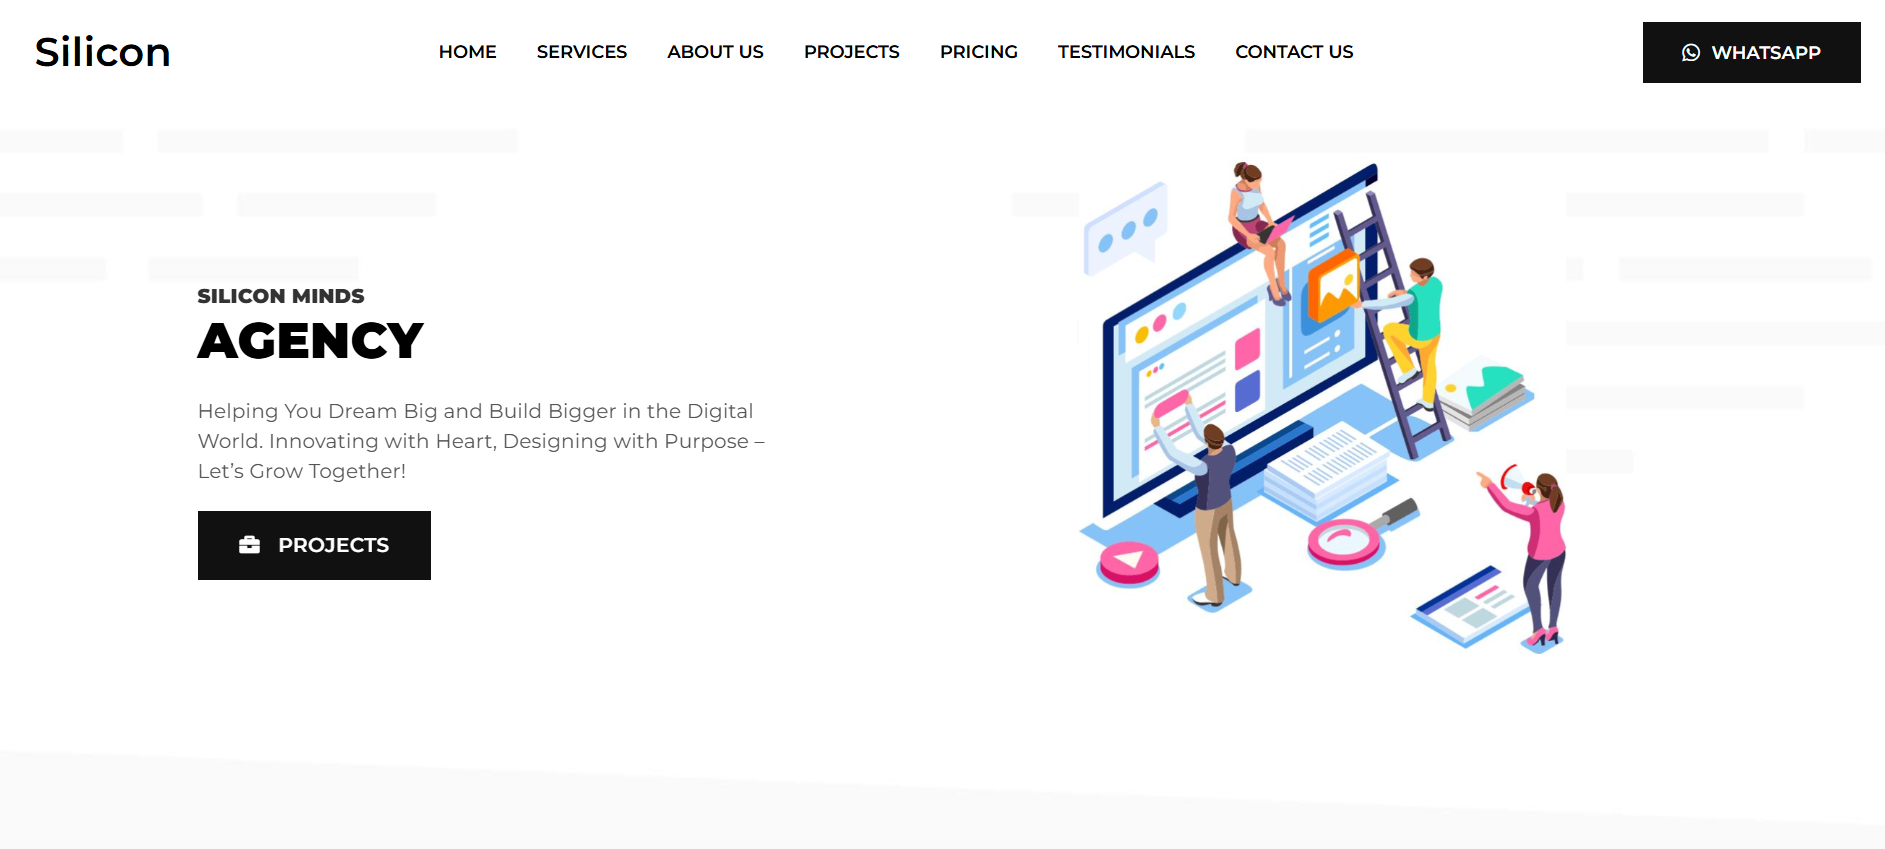 Silicon
HOME
SERVICES
ABOUT US
PROJECTS
PRICING
TESTIMONIALS
CONTACT US
WHATSAPP
SILICON MINDS
AGENCY
Helping You Dream Big and Build Bigger in the Digital
World. Innovating with Heart, Designing with Purpose –
Let’s Grow Together!
PROJECTS